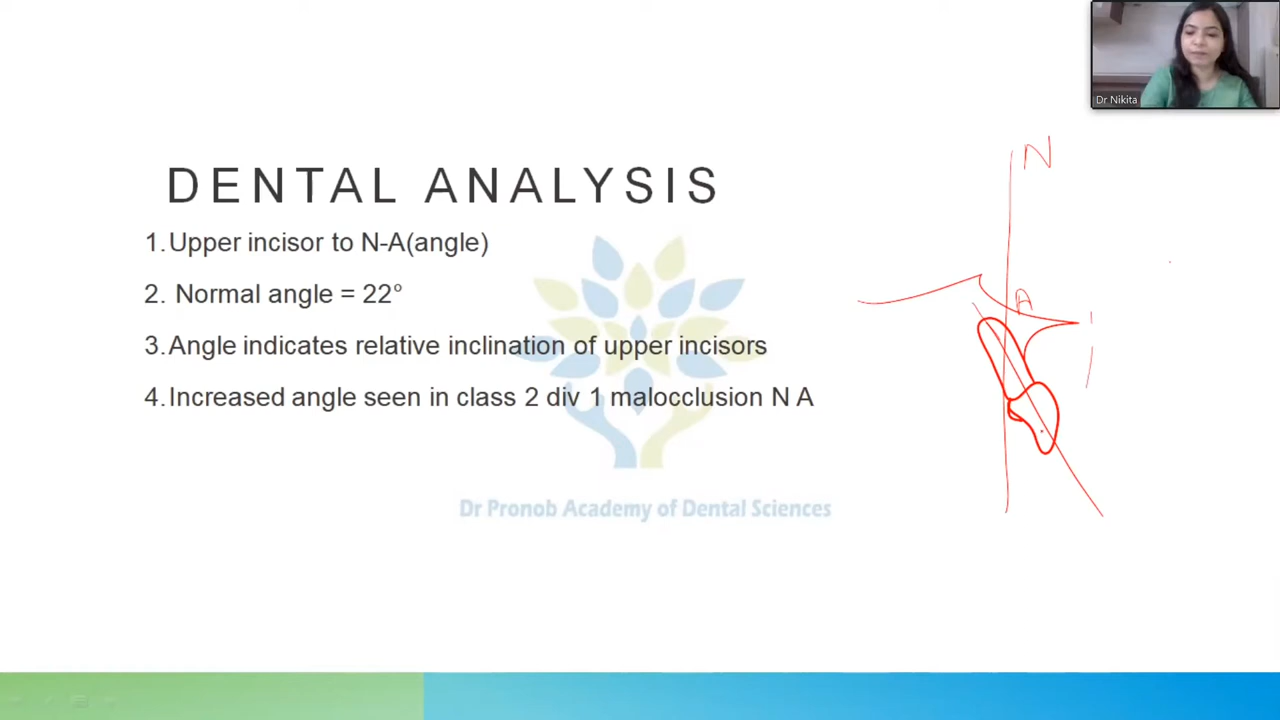 Dr Nikita
N
DENTAL ANALYSIS
1. Upper incisor to N-A(angle)
2. Normal angle = 22°
A
3. Angle indicates relative inclination of upper incisors
4. Increased angle seen in class 2 div 1 malocclusion N A
Dr Pronob Academy of Dental Sciences